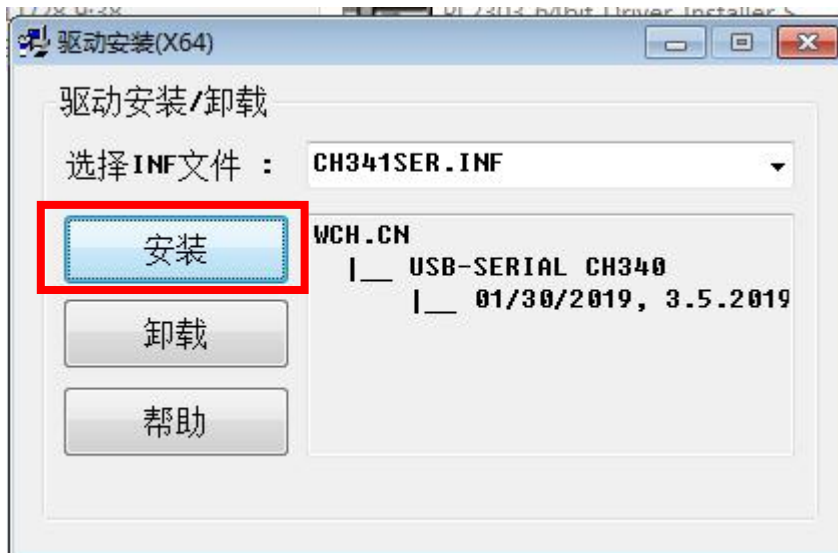 驱动安装(X64)
驱动安装/卸载
选择INF文件 : CH341SER.INF
安装
卸载
帮助
WCH.CN
|__ USB-SERIAL CH340
|__ 01/30/2019, 3.5.2019